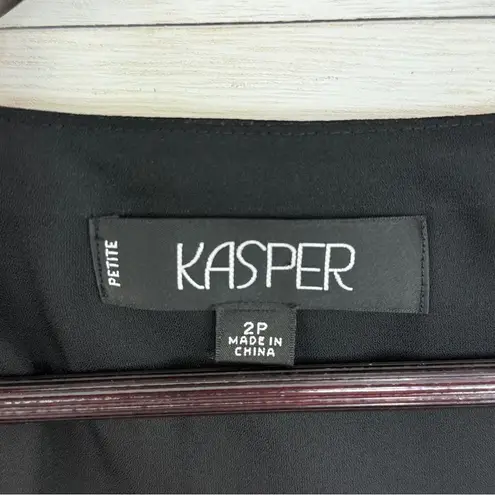 PETITE
KASPER
2P
MADE IN
CHINA